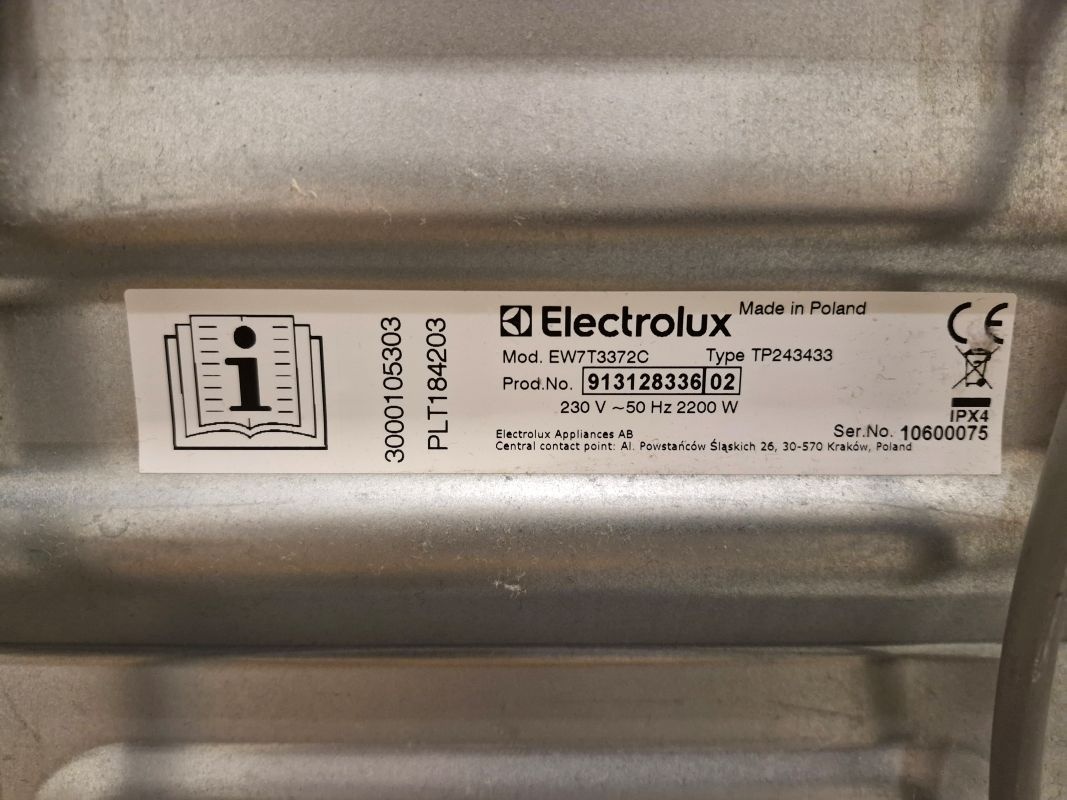 3000105303
PLT184203
Electrolux Made in Poland
Mod. EW7T3372C Type TP243433
Prod.No. 913128336 02
230 V ~50 Hz 2200 W
IPX4
Ser.No. 10600075
Electrolux Appliances AB
Central contact point: Al. Powstańców Śląskich 26, 30-570 Kraków, Poland
CE